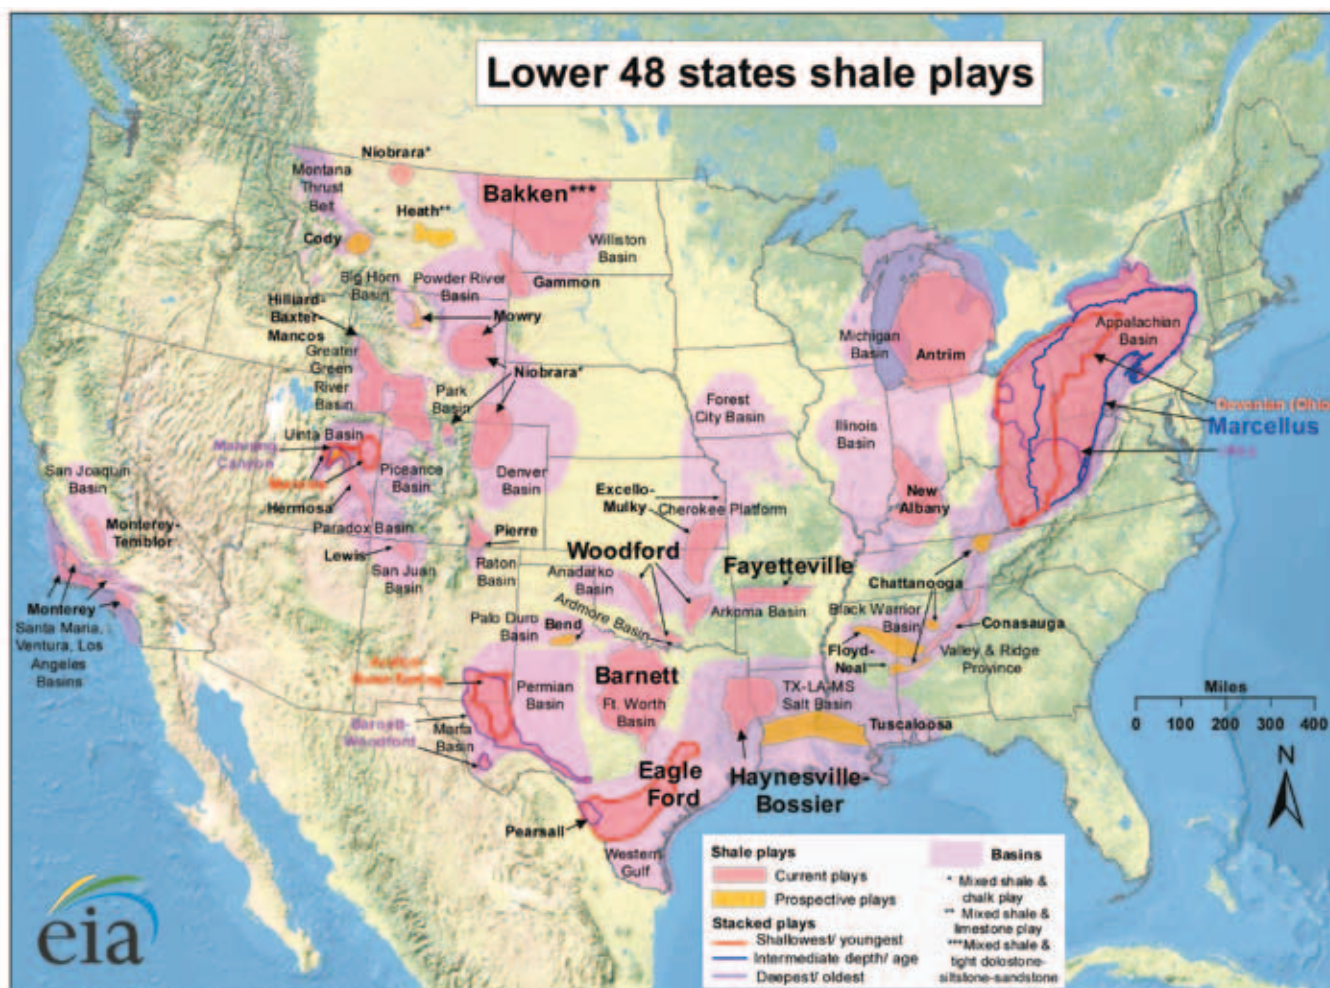 Lower 48 states shale plays
Niobrara*
Montana
Thrust
Belt
Bakken***
Heath**
Cody
Williston
Basin
Big Horn
Basin
Powder River
Basin
Gammon
Hilliard-
Baxter-
Mancos
Mowry
Greater
Green
River
Basin
Niobrara*
Park
Basin
Michigan
Basin
Antrim
Appalachian
Basin
Devonian (Ohio
Marcellus
Forest
City Basin
Illinois
Basin
New
Albany
Uinta Basin
Manning
Canyon
Piceance
Basin
Denver
Basin
Hermosa
Paradox Basin
San Joaquin
Basin
Monterey-
Temblor
Excello-
Mulky
Cherokee Platform
Pierre
Lewis
San Juan
Basin
Raton
Basin
Woodford
Anadarko
Basin
Fayetteville
Arkoma Basin
Chattanooga
Black Warrior
Basin
Conasauga
Monterey
Santa Maria,
Ventura, Los
Angeles
Basins
Palo Duro
Basin
Bend
Ardmore Basin
Floyd-
Neal
Valley & Ridge
Province
Permian
Basin
Barnett
Ft. Worth
Basin
TX-LA-MS
Salt Basin
Tuscaloosa
Barnett-
Woodford
Marfa
Basin
Eagle
Ford
Haynesville-
Bossier
Pearsall
Western
Gulf
Miles
0 100 200 300 400
N
Shale plays
Current plays
Prospective plays
Stacked plays
Shallowest/ youngest
Intermediate depth/ age
Deepest/ oldest
Basins
* Mixed shale &
chalk play
** Mixed shale &
limestone play
***Mixed shale &
tight dolostone-
siltstone-sandstone
eia